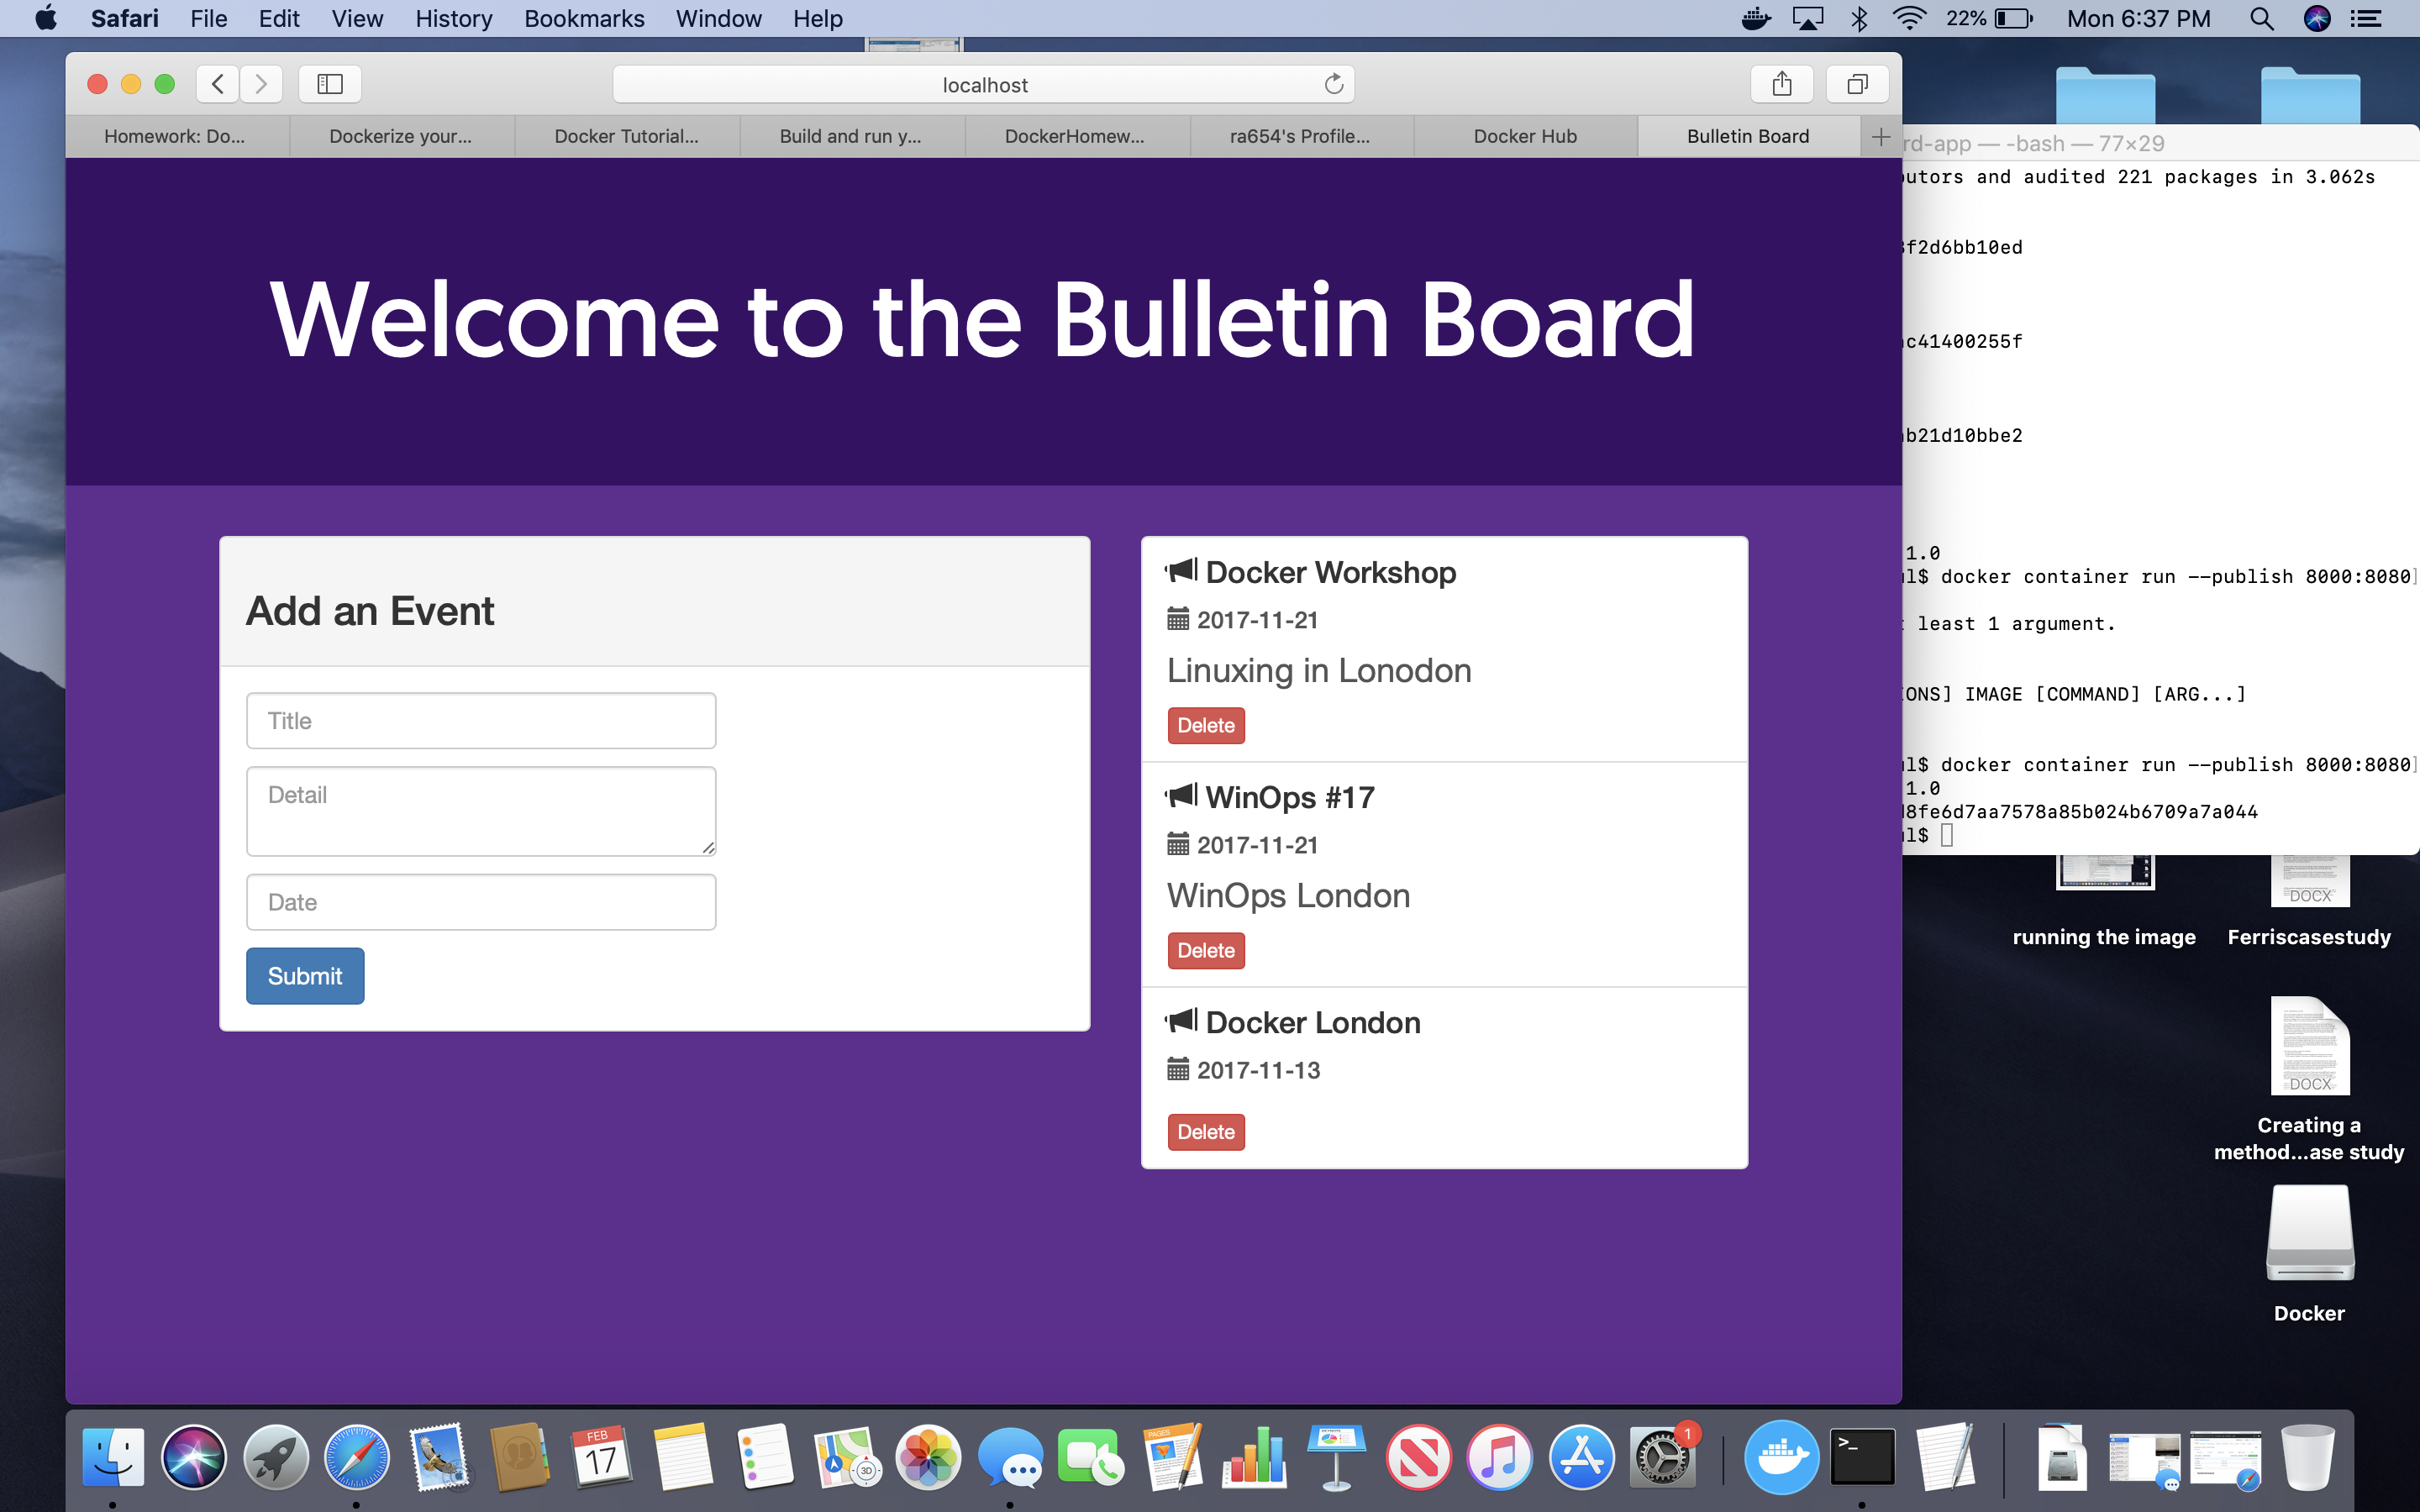 Safari File Edit View History Bookmarks Window Help 22% Mon 6:37 PM
localhost
Homework: Do... Dockerize your... Docker Tutorial... Build and run y... DockerHomew... ra654's Profile... Docker Hub Bulletin Board
Welcome to the Bulletin Board
Add an Event
Title
Detail
Date
Submit
Docker Workshop
2017-11-21
Linuxing in Lonodon
Delete
WinOps #17
2017-11-21
WinOps London
Delete
Docker London
2017-11-13
Delete
rd-app — -bash — 77×29
utors and audited 221 packages in 3.062s
f2d6bb10ed
c41400255f
b21d10bbe2
1.0
l$ docker container run --publish 8000:8080
least 1 argument.
IONS] IMAGE [COMMAND] [ARG...]
l$ docker container run --publish 8000:8080
1.0
8fe6d7aa7578a85b024b6709a7a044
l$
DOCX
running the image
Ferriscasestudy
DOCX
Creating a
method...ase study
Docker
FEB
17
3D
PAGES
1
>_